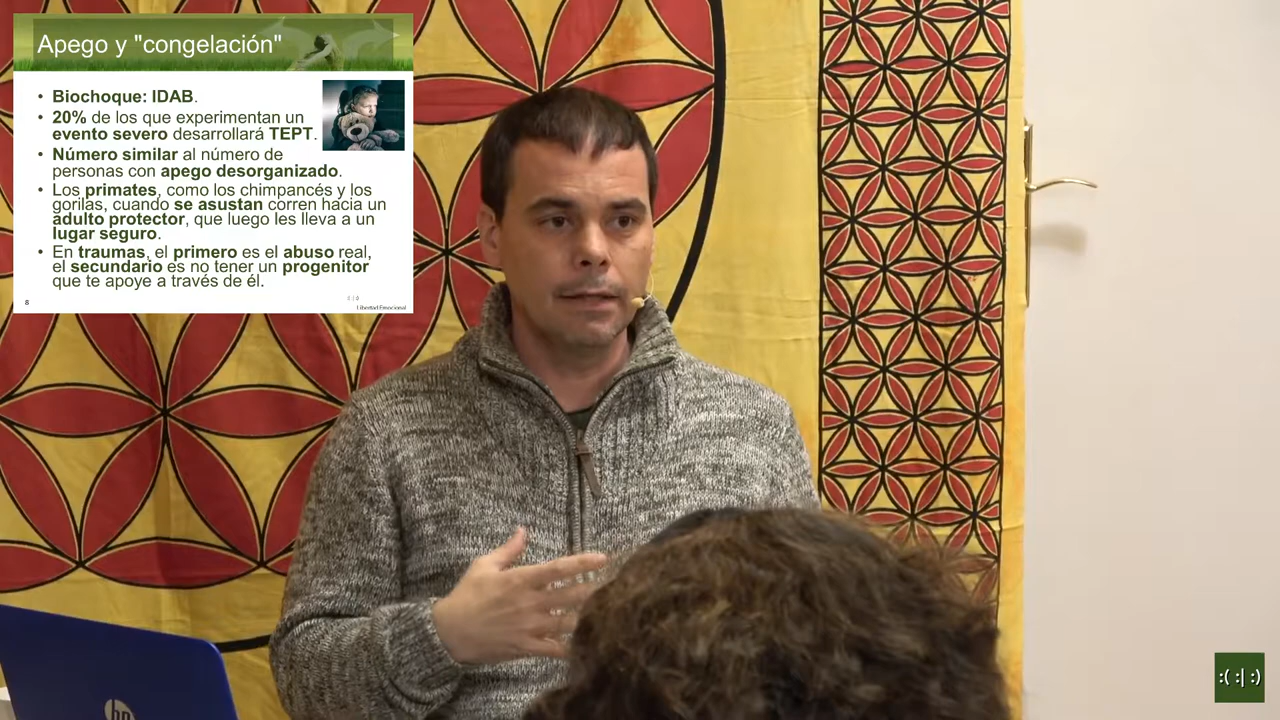 Apego y "congelación"
• Biochoque: IDAB.
• 20% de los que experimentan un
evento severo desarrollará TEPT.
• Número similar al número de
personas con apego desorganizado.
• Los primates, como los chimpancés y los
gorilas, cuando se asustan corren hacia un
adulto protector, que luego les lleva a un
lugar seguro.
• En traumas, el primero es el abuso real,
el secundario es no tener un progenitor
que te apoye a través de él.
8
:( :| :)
Libertad Emocional
hp
:( :| :)